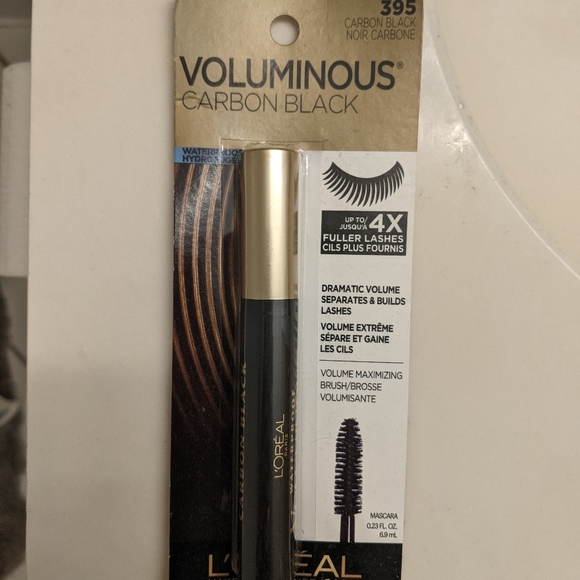 395
CARBON BLACK
NOIR CARBONE
VOLUMINOUS®
CARBON BLACK
WATERPROOF
HYDROFUGE
UP TO/
JUSQU'À 4X
FULLER LASHES
CILS PLUS FOURNIS
DRAMATIC VOLUME
SEPARATES & BUILDS
LASHES
VOLUME EXTRÊME
SÉPARE ET GAINE
LES CILS
VOLUME MAXIMIZING
BRUSH/BROSSE
VOLUMISANTE
CARBON BLACK
L'ORÉAL
PARIS
WATERPROOF
MASCARA
0.23 FL. OZ.
6.9 mL
L'ORÉAL